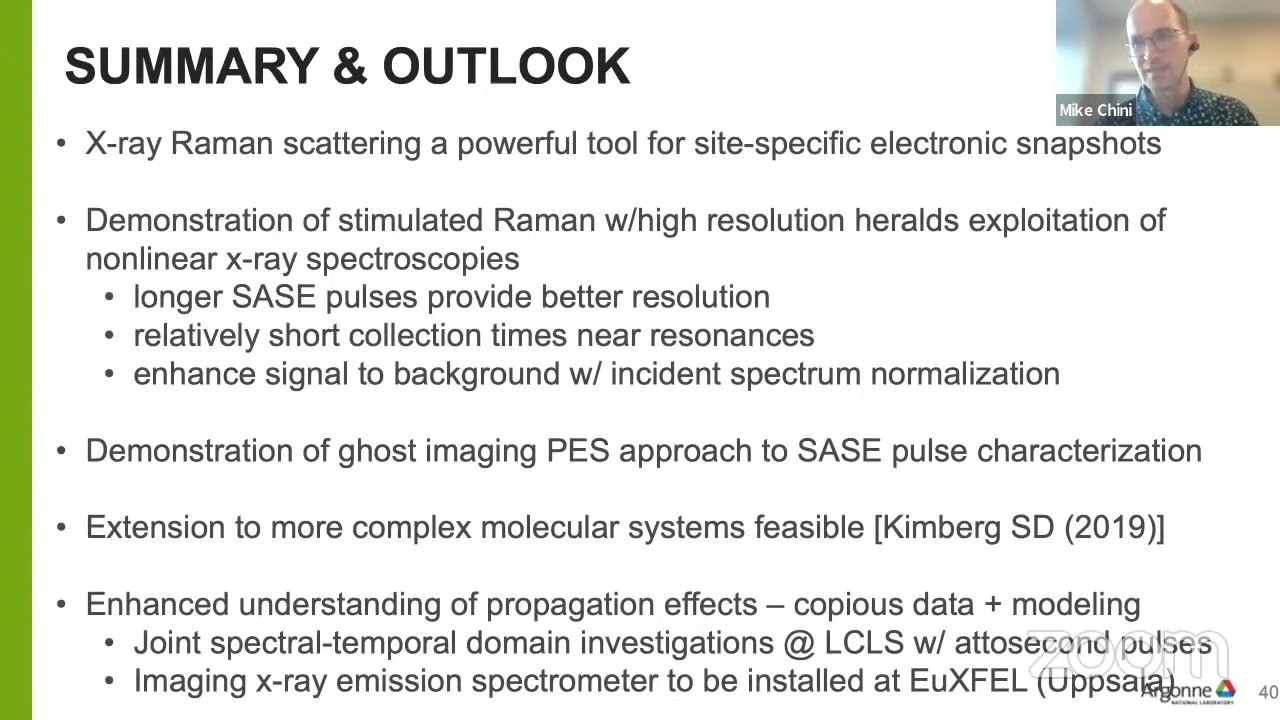 SUMMARY & OUTLOOK
Mike Chini
• X-ray Raman scattering a powerful tool for site-specific electronic snapshots
• Demonstration of stimulated Raman w/high resolution heralds exploitation of
nonlinear x-ray spectroscopies
• longer SASE pulses provide better resolution
• relatively short collection times near resonances
• enhance signal to background w/ incident spectrum normalization
• Demonstration of ghost imaging PES approach to SASE pulse characterization
• Extension to more complex molecular systems feasible [Kimberg SD (2019)]
• Enhanced understanding of propagation effects – copious data + modeling
• Joint spectral-temporal domain investigations @ LCLS w/ attosecond pulses
• Imaging x-ray emission spectrometer to be installed at EuXFEL (Uppsala)
zoom
Argonne
NATIONAL LABORATORY
40